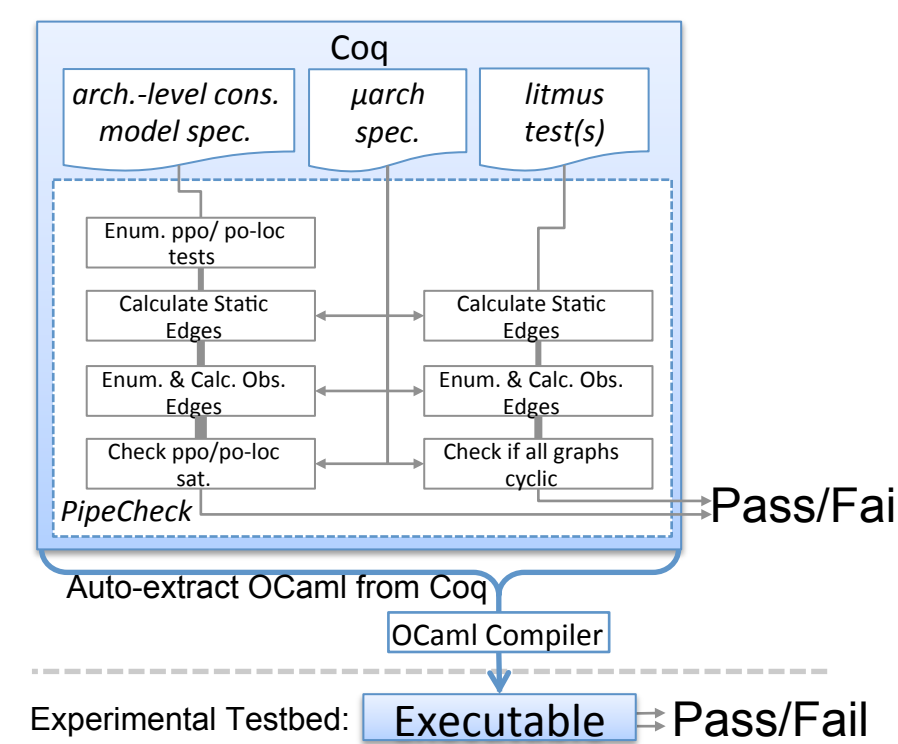 Coq
arch.-level cons.
model spec.
µarch
spec.
litmus
test(s)
Enum. ppo/ po-loc
tests
Calculate Static
Edges
Calculate Static
Edges
Enum. & Calc. Obs.
Edges
Enum. & Calc. Obs.
Edges
Check ppo/po-loc
sat.
Check if all graphs
cyclic
PipeCheck
Pass/Fai
Auto-extract OCaml from Coq
OCaml Compiler
Experimental Testbed:
Executable
Pass/Fail